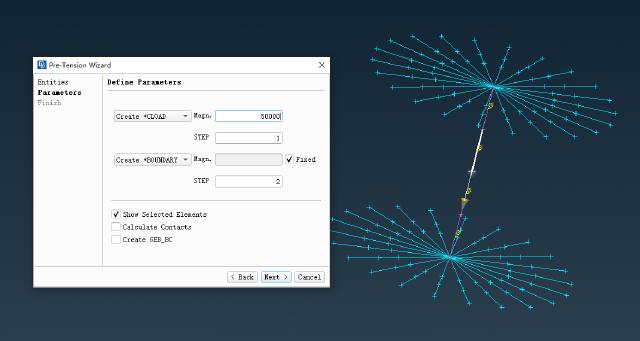 Pre-Tension Wizard
Entities
Parameters
Finish
Define Parameters
Create *CLOAD Magn. 50000
STEP 1
Create *BOUNDARY Magn. Fixed
STEP 2
Show Selected Elements
Calculate Contacts
Create GEB_BC
< Back Next > Cancel